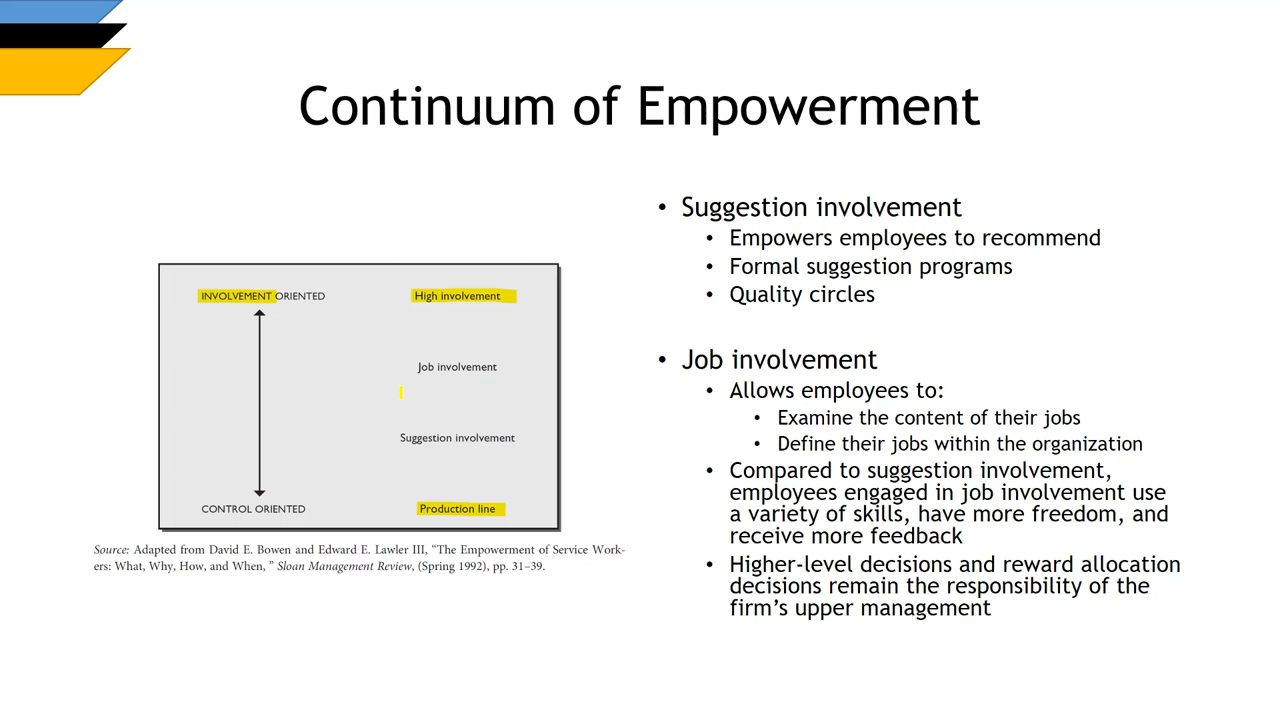 Continuum of Empowerment
INVOLVEMENT ORIENTED
High involvement
Job involvement
Suggestion involvement
CONTROL ORIENTED
Production line
Source: Adapted from David E. Bowen and Edward E. Lawler III, “The Empowerment of Service Work-
ers: What, Why, How, and When, ” Sloan Management Review, (Spring 1992), pp. 31–39.
• Suggestion involvement
• Empowers employees to recommend
• Formal suggestion programs
• Quality circles
• Job involvement
• Allows employees to:
• Examine the content of their jobs
• Define their jobs within the organization
• Compared to suggestion involvement,
employees engaged in job involvement use
a variety of skills, have more freedom, and
receive more feedback
• Higher-level decisions and reward allocation
decisions remain the responsibility of the
firm’s upper management